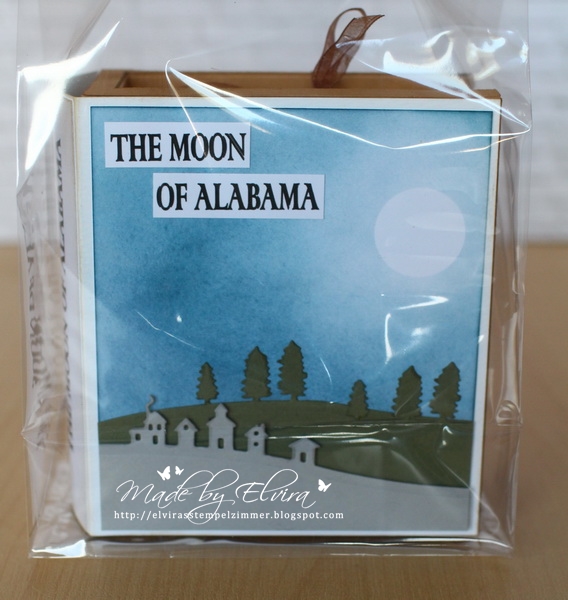 THE MOON
OF ALABAMA
Made by Elvira
http://elvirasstempelzimmer.blogspot.com